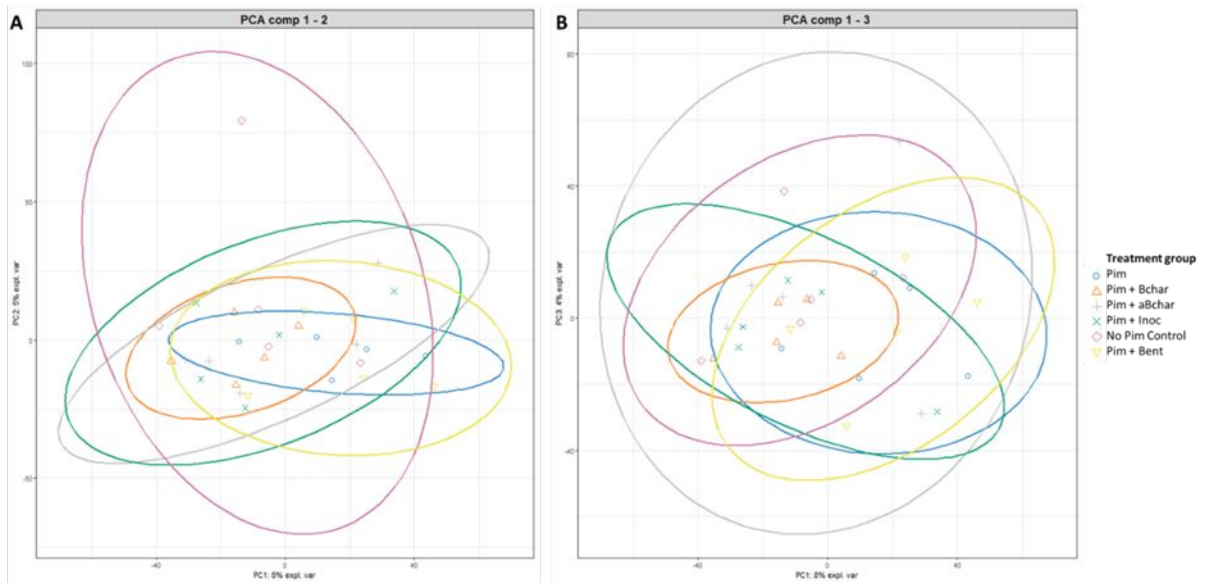 A
PCA comp 1 - 2
100
50
0
-50
-40
0
40
PC2: 5% expl. var
PC1: 8% expl. var
B
PCA comp 1 - 3
80
40
0
-40
-40
0
40
PC3: 4% expl. var
PC1: 8% expl. var
Treatment group
Pim
Pim + Bchar
Pim + aBchar
Pim + Inoc
No Pim Control
Pim + Bent